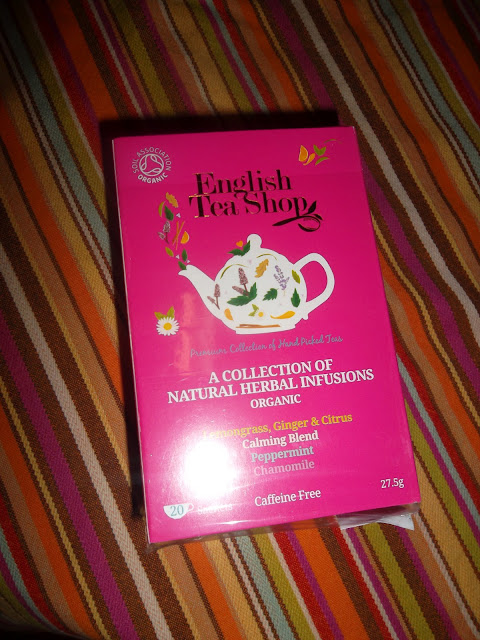 SOIL ASSOCIATION
ORGANIC
English
Tea Shop
Premium Collection of Hand Picked Teas
A COLLECTION OF
NATURAL HERBAL INFUSIONS
ORGANIC
Lemongrass, Ginger & Citrus
Calming Blend
Peppermint
Chamomile
20
Caffeine Free
27.5g